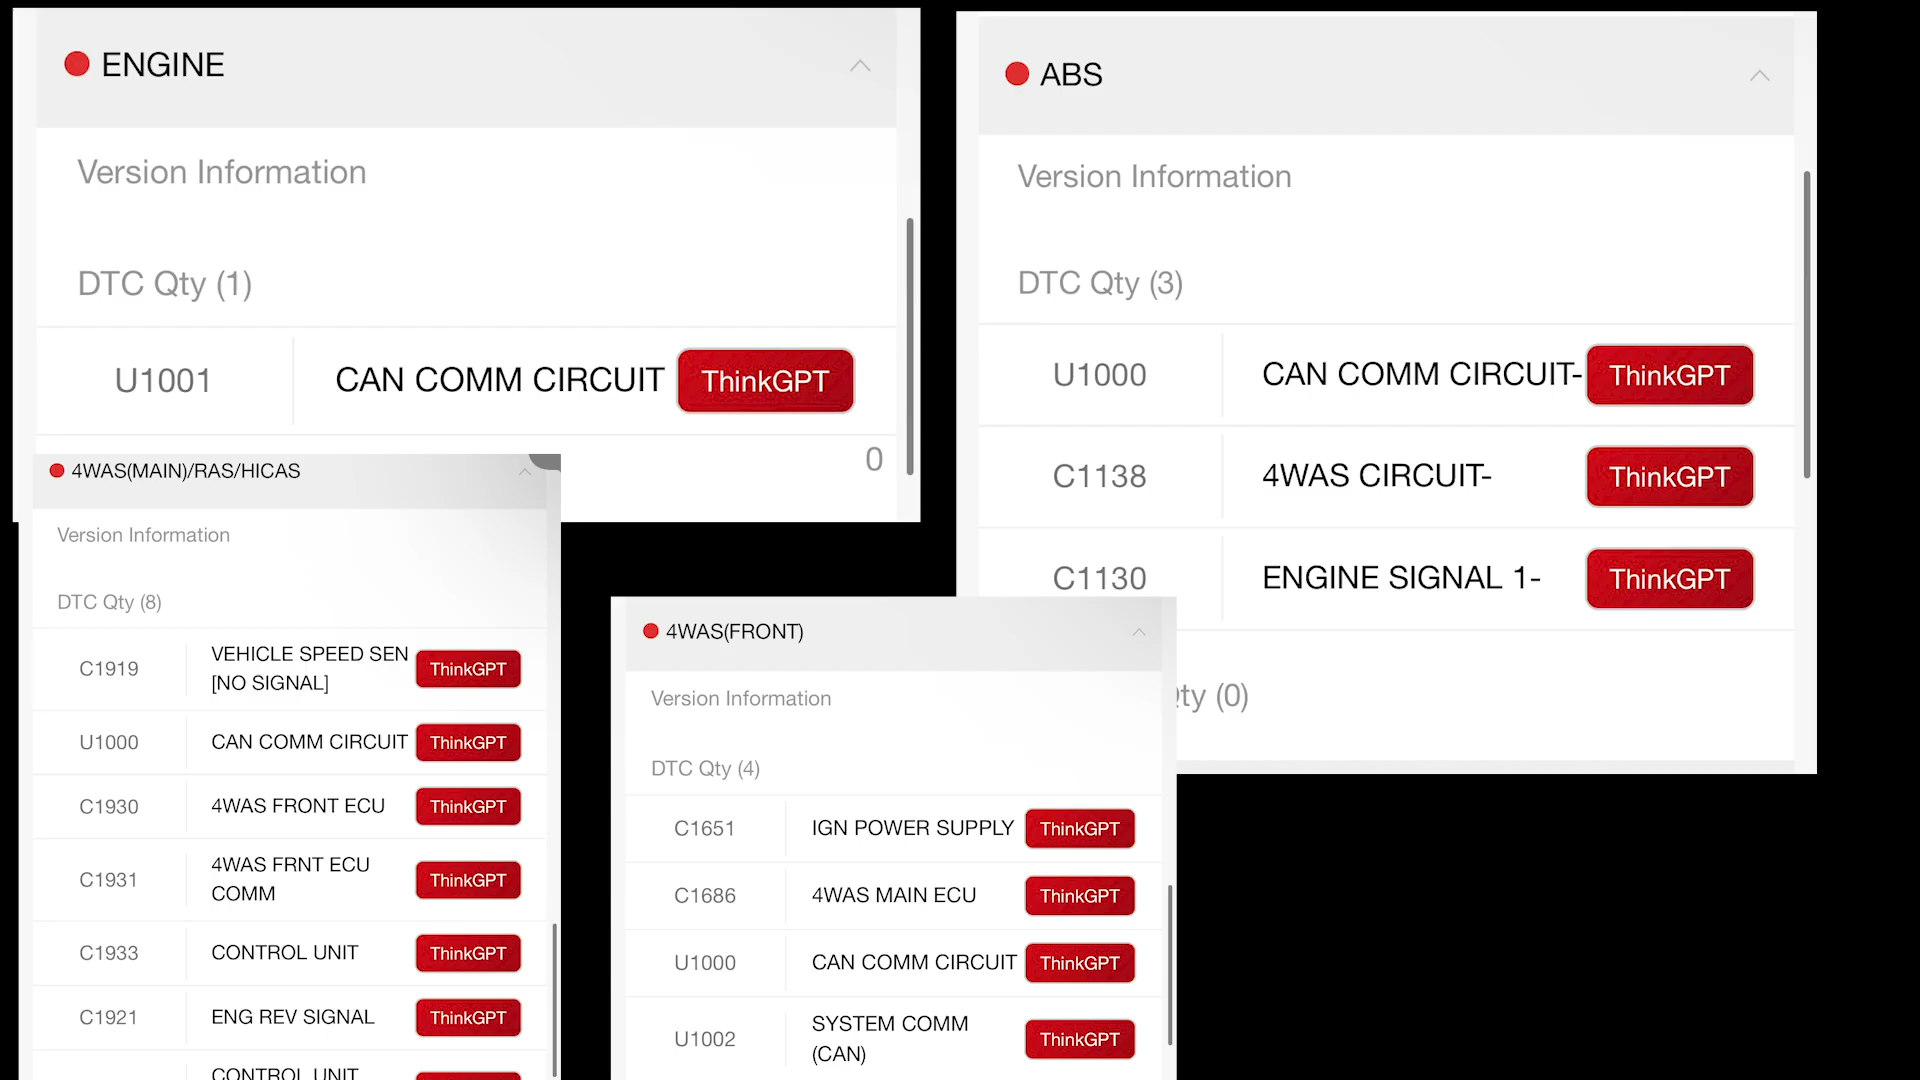 ENGINE
Version Information
DTC Qty (1)
U1001 CAN COMM CIRCUIT ThinkGPT
0
ABS
Version Information
DTC Qty (3)
U1000 CAN COMM CIRCUIT- ThinkGPT
C1138 4WAS CIRCUIT- ThinkGPT
C1130 ENGINE SIGNAL 1- ThinkGPT
(0)
4WAS(MAIN)/RAS/HICAS
Version Information
DTC Qty (8)
C1919 VEHICLE SPEED SEN ThinkGPT
[NO SIGNAL]
U1000 CAN COMM CIRCUIT ThinkGPT
C1930 4WAS FRONT ECU ThinkGPT
C1931 4WAS FRNT ECU ThinkGPT
COMM
C1933 CONTROL UNIT ThinkGPT
C1921 ENG REV SIGNAL ThinkGPT
CONTROL UNIT
4WAS(FRONT)
Version Information
DTC Qty (4)
C1651 IGN POWER SUPPLY ThinkGPT
C1686 4WAS MAIN ECU ThinkGPT
U1000 CAN COMM CIRCUIT ThinkGPT
U1002 SYSTEM COMM ThinkGPT
(CAN)